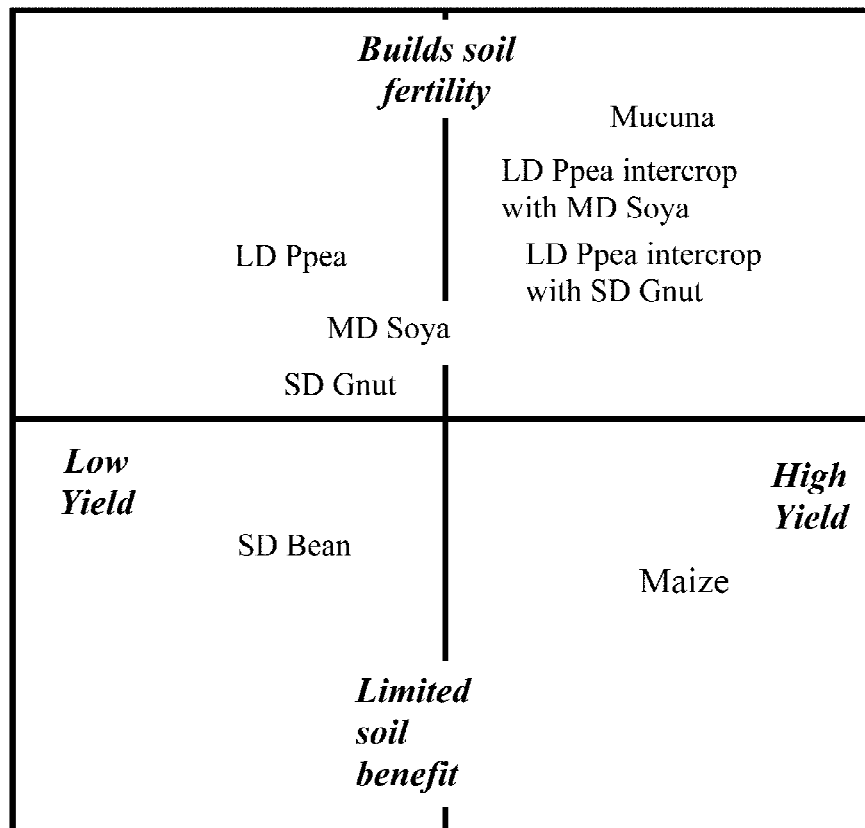 Builds soil
fertility
Mucuna
LD Ppea intercrop
with MD Soya
LD Ppea
LD Ppea intercrop
with SD Gnut
MD Soya
SD Gnut
Low
Yield
High
Yield
SD Bean
Maize
Limited
soil
benefit